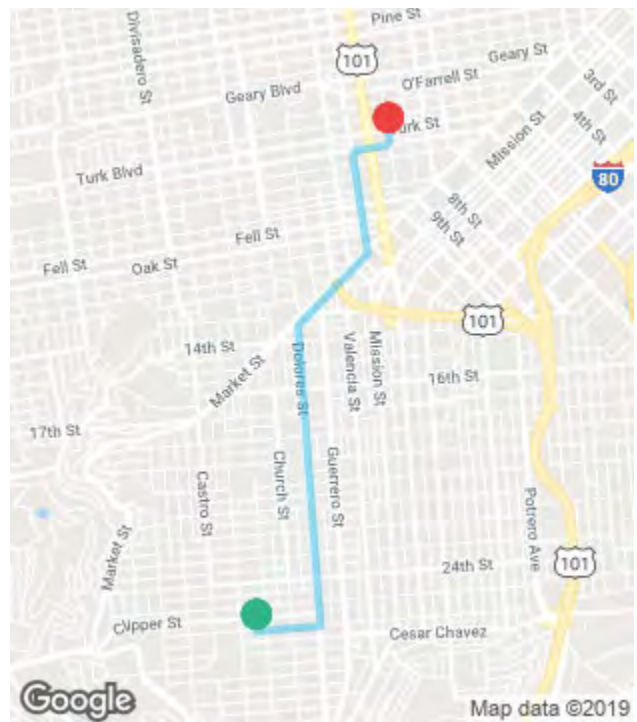 Pine St
Divisadero St
101
Geary St
O'Farrell St
Geary Blvd
3rd St
4th St
urk St
Mission St
Turk Blvd
80
8th St
9th St
Fell St
Fell St
Oak St
101
14th St
Dolores St
Valencia St
Mission St
Market St
16th St
17th St
Castro St
Church St
Guerrero St
Potrero Ave
Market St
24th St
101
Clipper St
Cesar Chavez
Google
Map data ©2019